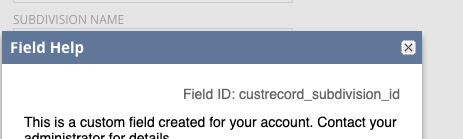 SUBDIVISION NAME
Field Help
Field ID: custrecord_subdivision_id
This is a custom field created for your account. Contact your
administrator for details.